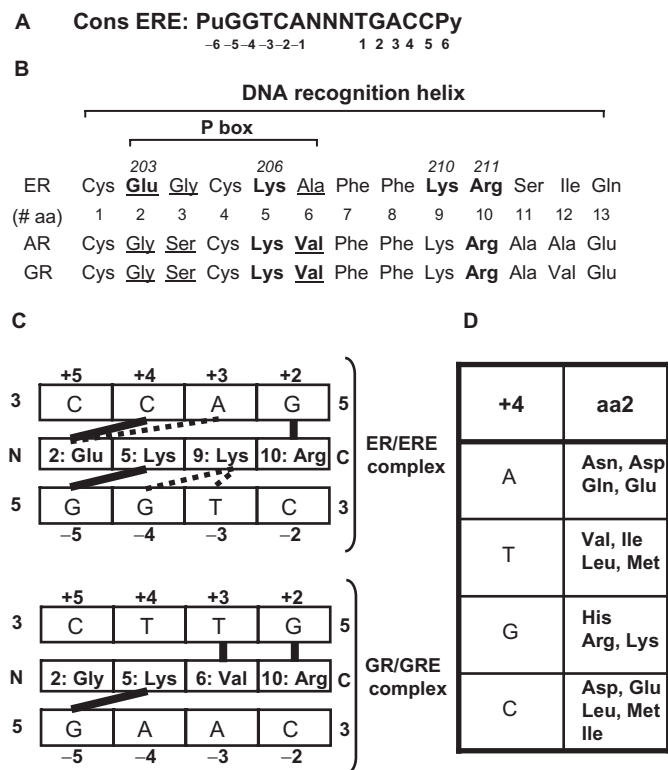 A Cons ERE: PuGGTCANNNTGACCPy
–6 –5 –4 –3 –2 –1 1 2 3 4 5 6
B
DNA recognition helix
P box
203 206 210 211
ER Cys Glu Gly Cys Lys Ala Phe Phe Lys Arg Ser Ile Gln
(# aa) 1 2 3 4 5 6 7 8 9 10 11 12 13
AR Cys Gly Ser Cys Lys Val Phe Phe Lys Arg Ala Ala Glu
GR Cys Gly Ser Cys Lys Val Phe Phe Lys Arg Ala Val Glu
C
+5 +4 +3 +2
3 C C A G 5
N 2: Glu 5: Lys 9: Lys 10: Arg C
5 G G T C 3
–5 –4 –3 –2
ER/ERE
complex
+5 +4 +3 +2
3 C T T G 5
N 2: Gly 5: Lys 6: Val 10: Arg C
5 G A A C 3
–5 –4 –3 –2
GR/GRE
complex
D
+4 aa2
A Asn, Asp
Gln, Glu
T Val, Ile
Leu, Met
G His
Arg, Lys
C Asp, Glu
Leu, Met
Ile